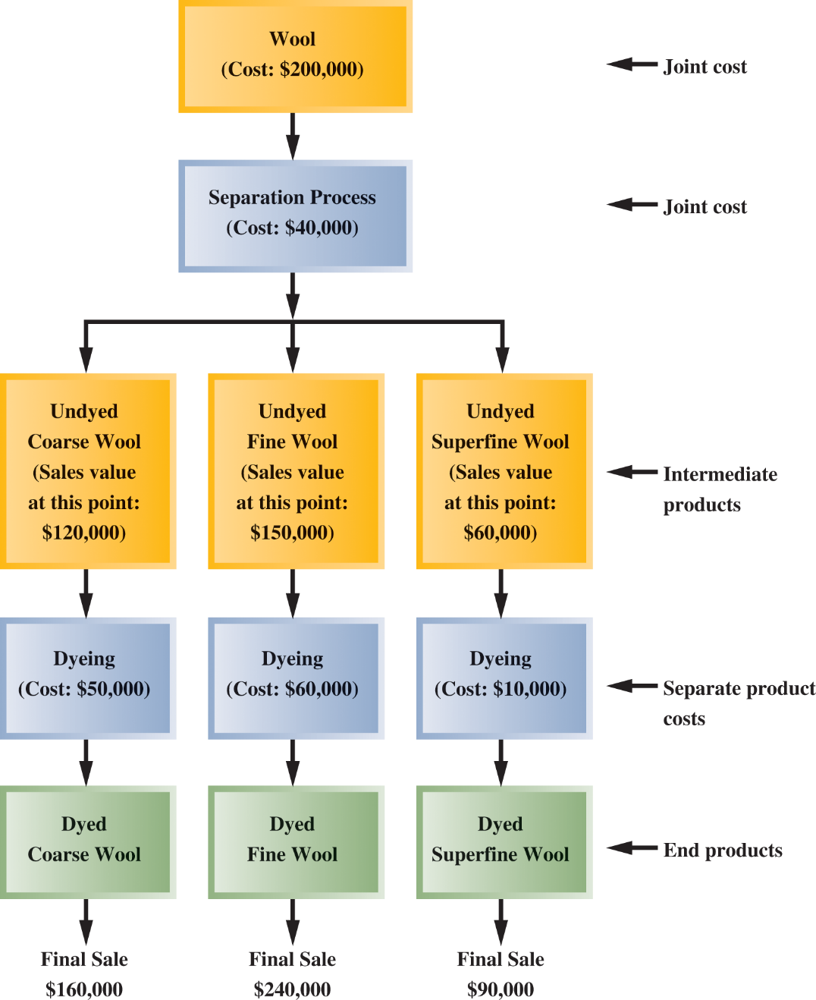 Wool
(Cost: $200,000)
Joint cost
Separation Process
(Cost: $40,000)
Joint cost
Undyed
Coarse Wool
(Sales value
at this point:
$120,000)
Undyed
Fine Wool
(Sales value
at this point:
$150,000)
Undyed
Superfine Wool
(Sales value
at this point:
$60,000)
Intermediate
products
Dyeing
(Cost: $50,000)
Dyeing
(Cost: $60,000)
Dyeing
(Cost: $10,000)
Separate product
costs
Dyed
Coarse Wool
Dyed
Fine Wool
Dyed
Superfine Wool
End products
Final Sale
$160,000
Final Sale
$240,000
Final Sale
$90,000